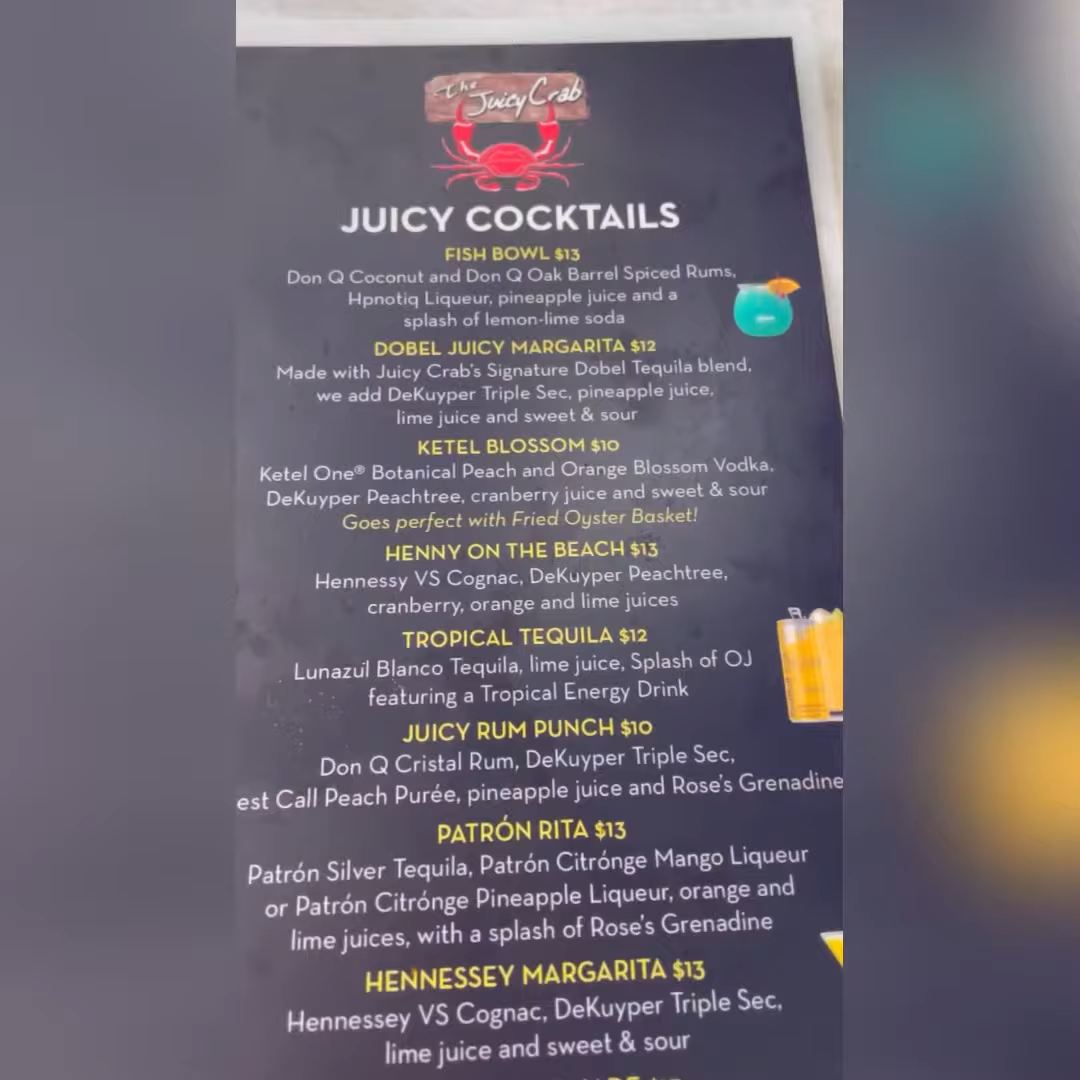 The Juicy Crab
JUICY COCKTAILS
FISH BOWL $13
Don Q Coconut and Don Q Oak Barrel Spiced Rums,
Hpnotiq Liqueur, pineapple juice and a
splash of lemon-lime soda
DOBEL JUICY MARGARITA $12
Made with Juicy Crab's Signature Dobel Tequila blend,
we add DeKuyper Triple Sec, pineapple juice,
lime juice and sweet & sour
KETEL BLOSSOM $10
Ketel One® Botanical Peach and Orange Blossom Vodka,
DeKuyper Peachtree, cranberry juice and sweet & sour
Goes perfect with Fried Oyster Basket!
HENNY ON THE BEACH $13
Hennessy VS Cognac, DeKuyper Peachtree,
cranberry, orange and lime juices
TROPICAL TEQUILA $12
Lunazul Blanco Tequila, lime juice, Splash of OJ
featuring a Tropical Energy Drink
JUICY RUM PUNCH $10
Don Q Cristal Rum, DeKuyper Triple Sec,
est Call Peach Purée, pineapple juice and Rose's Grenadine
PATRÓN RITA $13
Patrón Silver Tequila, Patrón Citrónge Mango Liqueur
or Patrón Citrónge Pineapple Liqueur, orange and
lime juices, with a splash of Rose's Grenadine
HENNESSEY MARGARITA $13
Hennessey VS Cognac, DeKuyper Triple Sec,
lime juice and sweet & sour